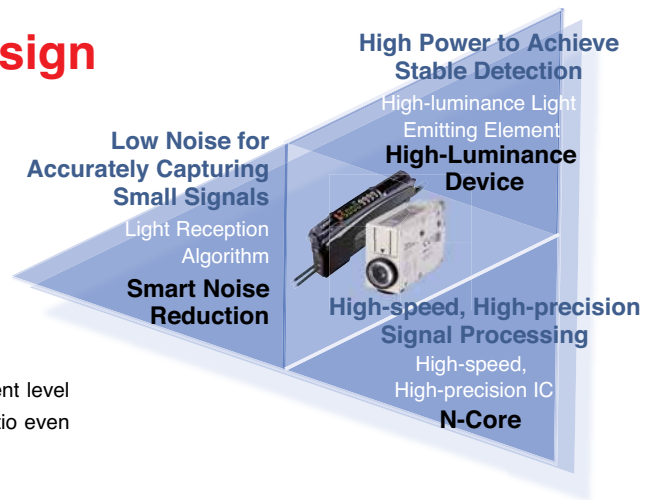 sign
High Power to Achieve
Stable Detection
High-luminance Light
Emitting Element
High-Luminance
Device
Low Noise for
Accurately Capturing
Small Signals
Light Reception
Algorithm
Smart Noise
Reduction
High-speed, High-precision
Signal Processing
High-speed,
High-precision IC
N-Core
ent level
tio even